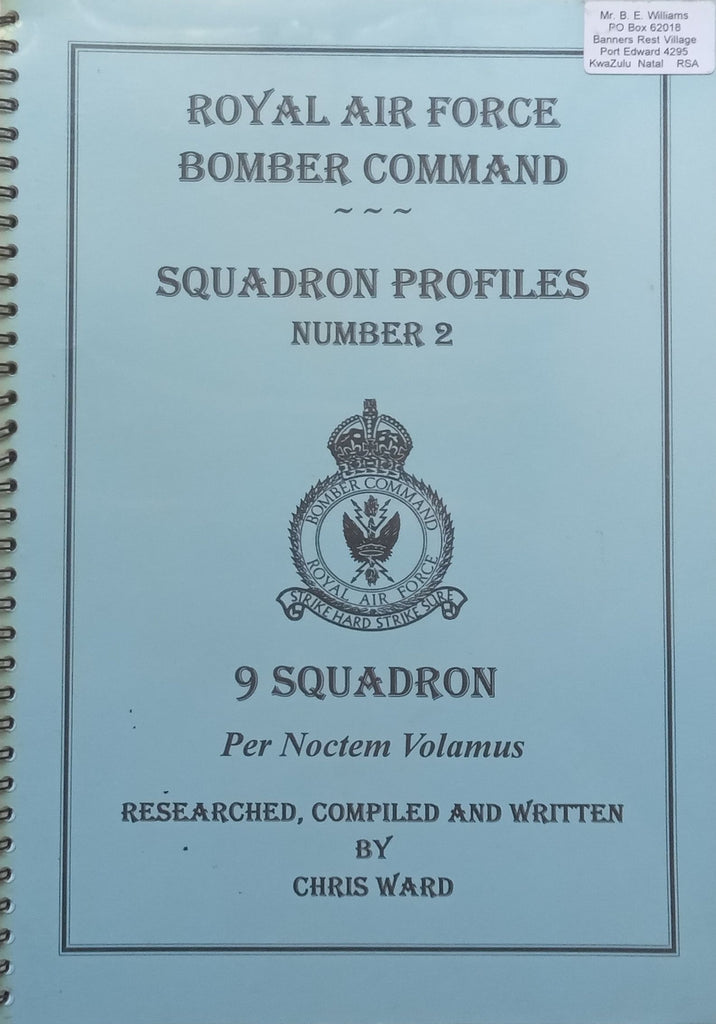 Mr. B. E. Williams
PO Box 62018
Banners Rest Village
Port Edward 4295
KwaZulu Natal RSA
ROYAL AIR FORCE
BOMBER COMMAND
~ ~ ~
SQUADRON PROFILES
NUMBER 2
BOMBER COMMAND
ROYAL AIR FORCE
STRIKE HARD STRIKE SURE
9 SQUADRON
Per Noctem Volamus
RESEARCHED, COMPILED AND WRITTEN
BY
CHRIS WARD